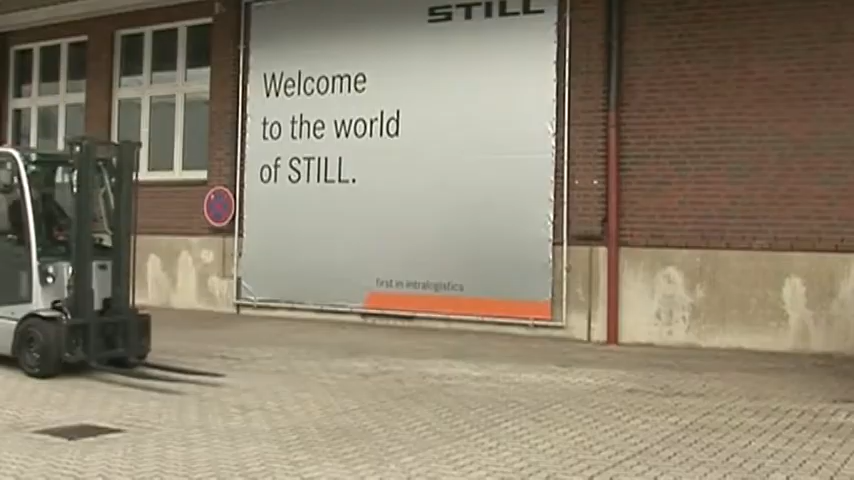 STILL
Welcome
to the world
of STILL.
first in intralogistics